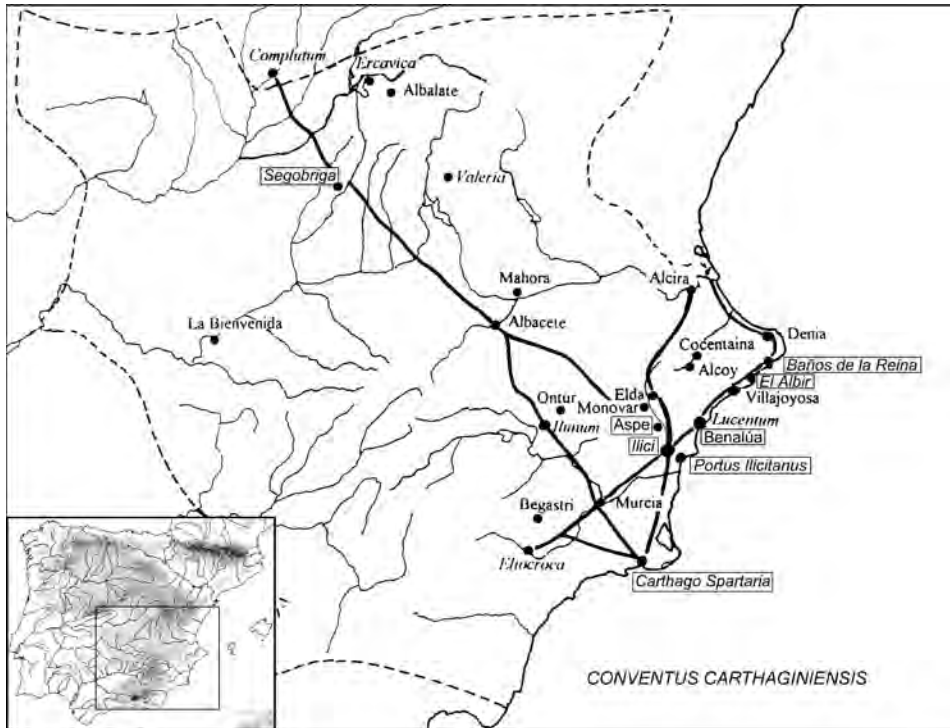 Complutum
Ercavica
Albalate
Segobriga
Valeria
Mahora
Alcira
La Bienvenida
Albacete
Denia
Cocentaina
Baños de la Reina
Alcoy
El Albir
Elda
Villajoyosa
Ontur
Monovar
Lucentum
Aspe
Ilunum
Benalúa
Ilici
Portus Ilicitanus
Begastri
Murcia
Eliocroca
Carthago Spartaria
CONVENTUS CARTHAGINIENSIS